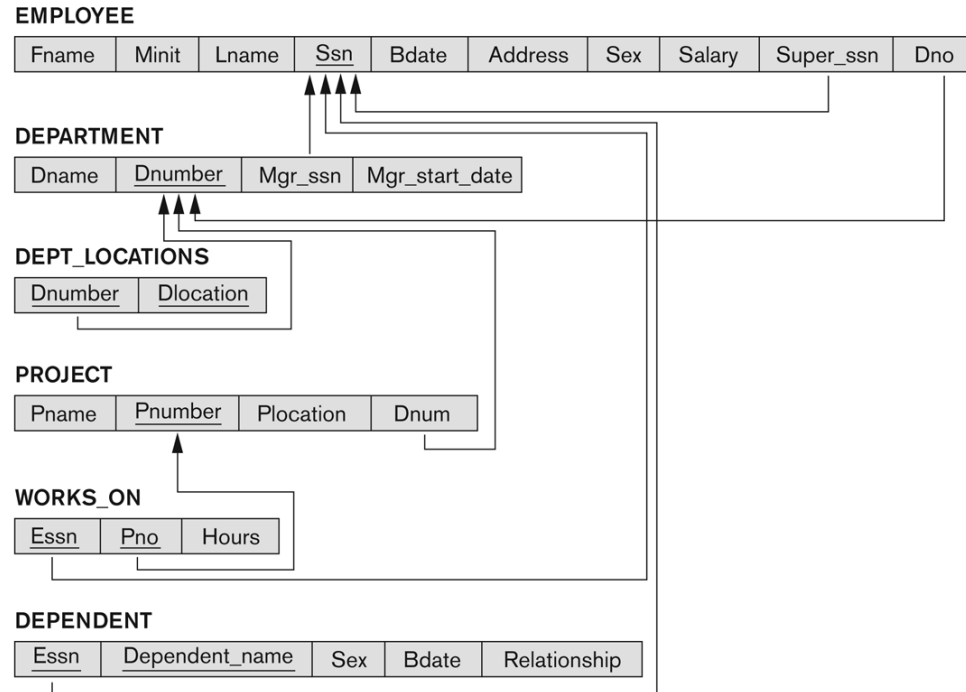 EMPLOYEE
Fname Minit Lname Ssn Bdate Address Sex Salary Super_ssn Dno
DEPARTMENT
Dname Dnumber Mgr_ssn Mgr_start_date
DEPT_LOCATIONS
Dnumber Dlocation
PROJECT
Pname Pnumber Plocation Dnum
WORKS_ON
Essn Pno Hours
DEPENDENT
Essn Dependent_name Sex Bdate Relationship